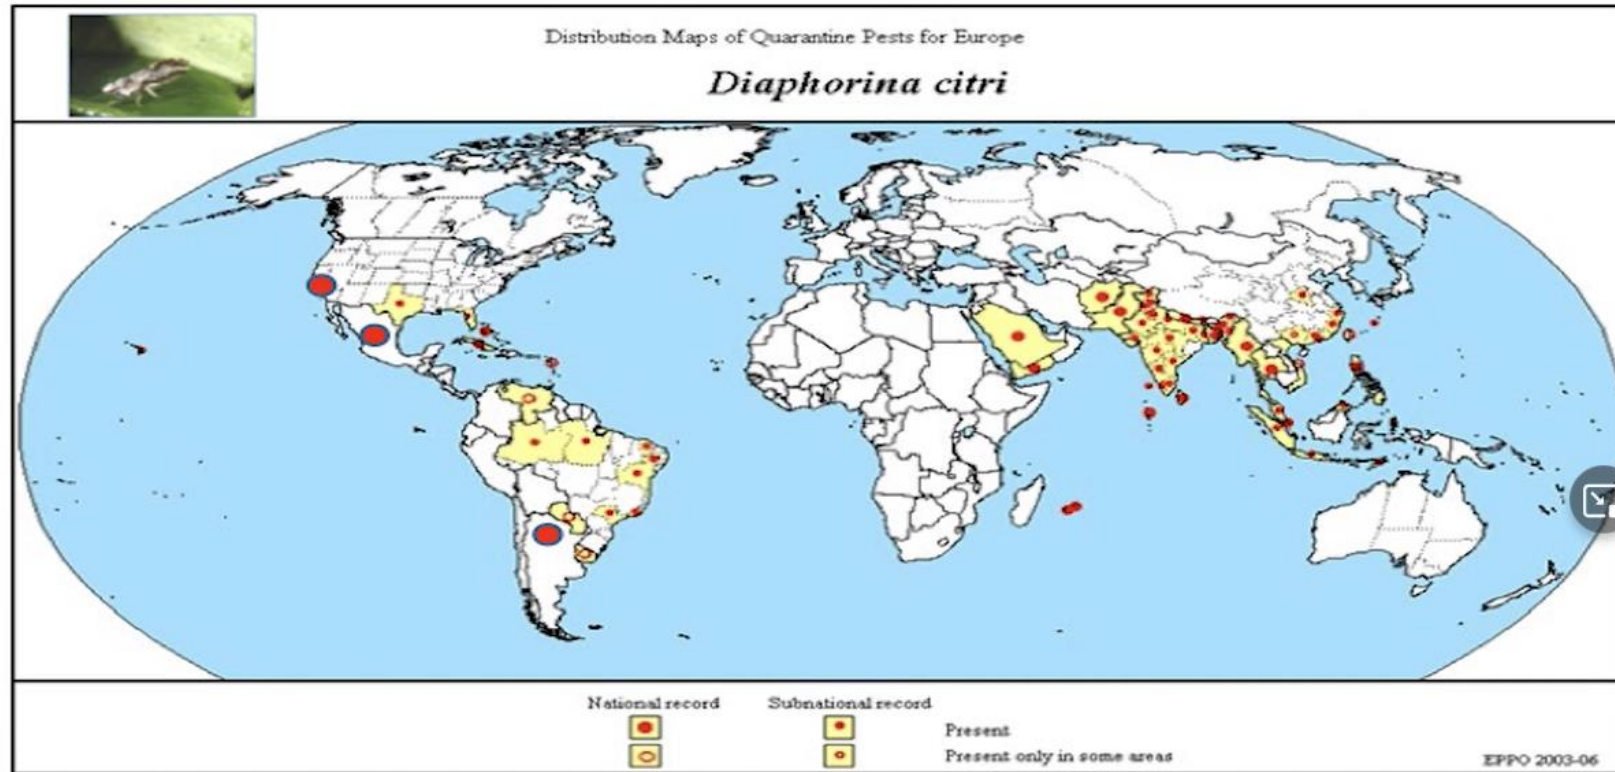 Distribution Maps of Quarantine Pests for Europe
Diaphorina citri
National record Subnational record
Present
Present only in some areas
EPPO 2003-06